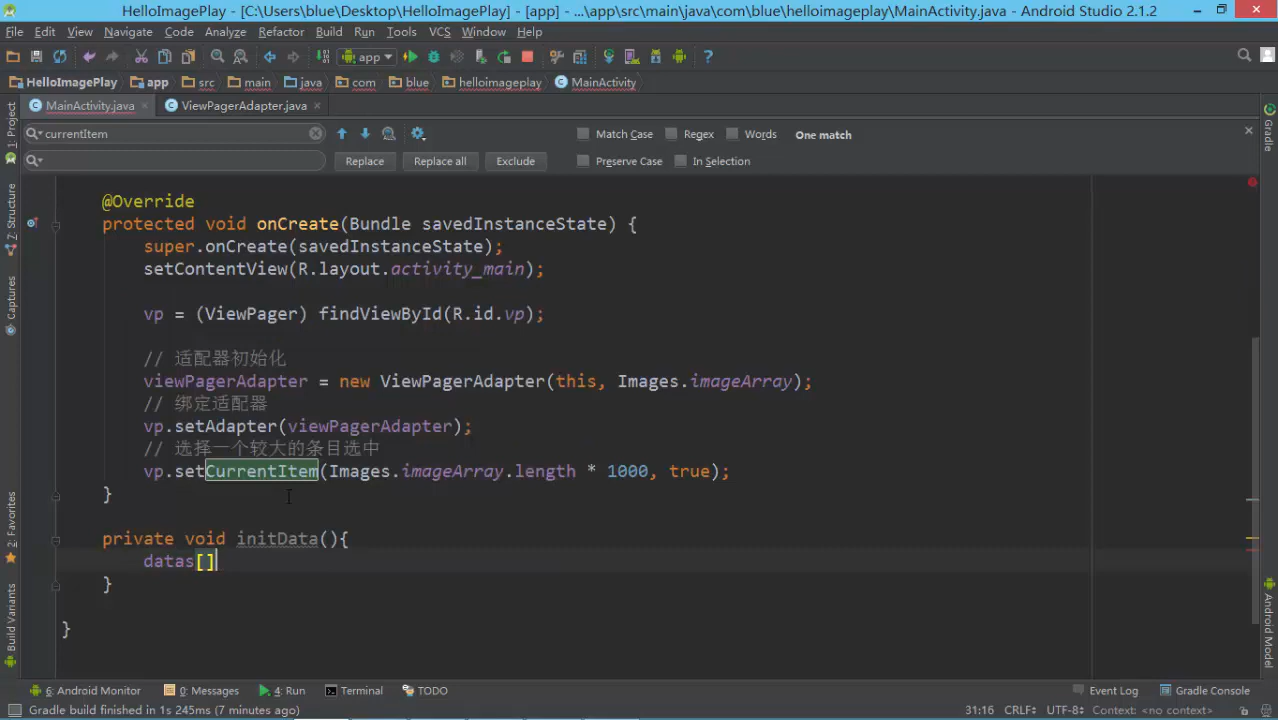 HelloImagePlay - [C:\Users\blue\Desktop\HelloImagePlay] - [app] - ...\app\src\main\java\com\blue\helloimageplay\MainActivity.java - Android Studio 2.1.2
File Edit View Navigate Code Analyze Refactor Build Run Tools VCS Window Help
app
HelloImagePlay app src main java com blue helloimageplay MainActivity
MainActivity.java ViewPagerAdapter.java
currentItem Match Case Regex Words One match
Replace Replace all Exclude Preserve Case In Selection
@Override
protected void onCreate(Bundle savedInstanceState) {
super.onCreate(savedInstanceState);
setContentView(R.layout.activity_main);
vp = (ViewPager) findViewById(R.id.vp);
// 适配器初始化
viewPagerAdapter = new ViewPagerAdapter(this, Images.imageArray);
// 绑定适配器
vp.setAdapter(viewPagerAdapter);
// 选择一个较大的条目选中
vp.setCurrentItem(Images.imageArray.length * 1000, true);
}
private void initData(){
datas[]
}
}
1: Project
7: Structure
Captures
2: Favorites
Build Variants
Gradle
Android Model
6: Android Monitor 0: Messages 4: Run Terminal TODO Event Log Gradle Console
Gradle build finished in 1s 245ms (7 minutes ago) 31:16 CRLF÷ UTF-8÷ Context: <no context>